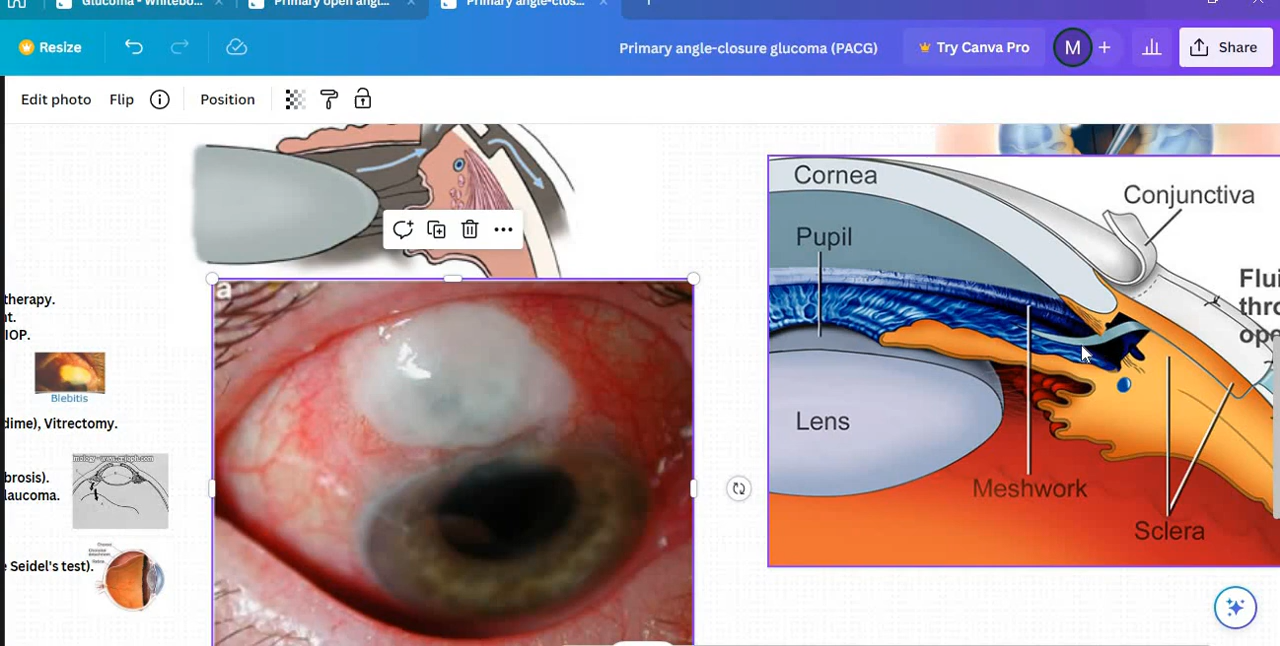 Glucoma - Whitebo...
Primary open angl...
Primary angle-clos...
Resize
Primary angle-closure glucoma (PACG)
Try Canva Pro
M
Share
Edit photo
Flip
Position
Cornea
Conjunctiva
Pupil
Flui
thro
ope
Lens
Meshwork
Sclera
a
therapy.
t.
IOP.
Blebitis
dime), Vitrectomy.
brosis).
laucoma.
Seidel's test).